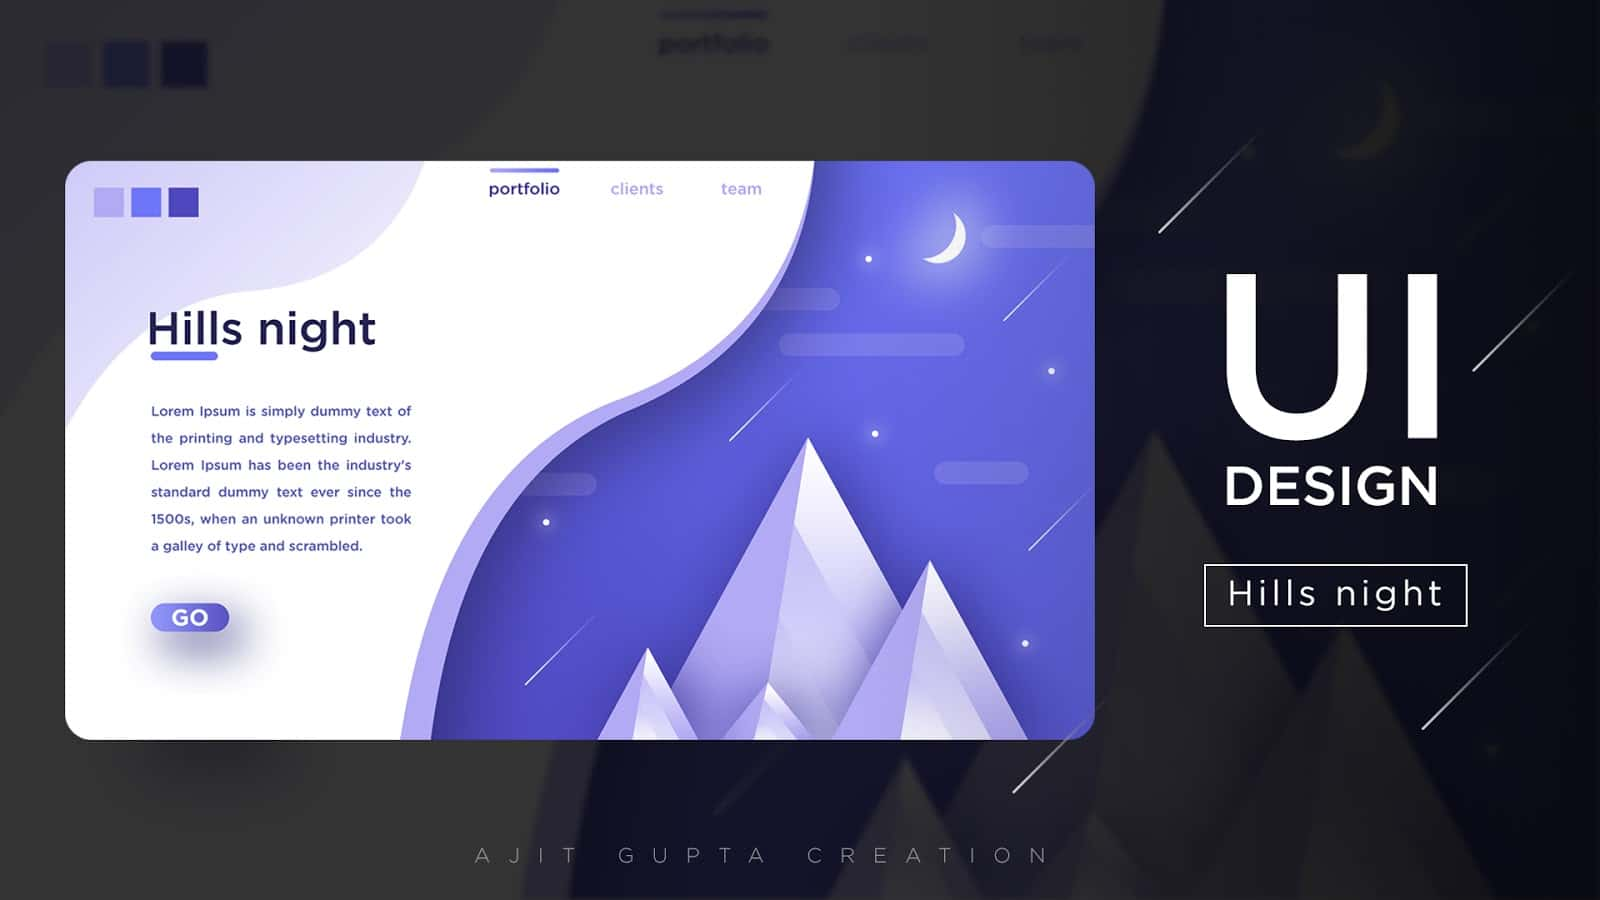 portfolio
portfolio clients team
Hills night
Lorem Ipsum is simply dummy text of
the printing and typesetting industry.
Lorem Ipsum has been the industry's
standard dummy text ever since the
1500s, when an unknown printer took
a galley of type and scrambled.
GO
UI
DESIGN
Hills night
AJIT GUPTA CREATION